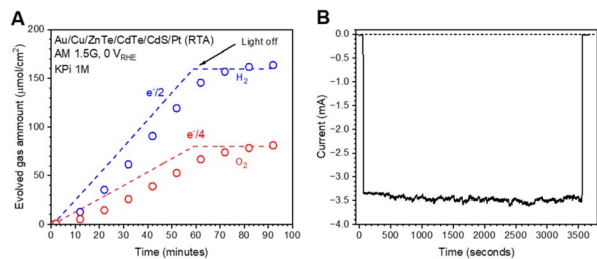 A
Au/Cu/ZnTe/CdTe/CdS/Pt (RTA)
AM 1.5G, 0 VRHE
KPi 1M
Light off
e-/2
H2
e-/4
O2
Evolved gas ammount (μmol/cm2)
200
150
100
50
0
0 10 20 30 40 50 60 70 80 90 100
Time (minutes)
B
Current (mA)
0.0
−0.5
−1.0
−1.5
−2.0
−2.5
−3.0
−3.5
−4.0
0 500 1000 1500 2000 2500 3000 3500
Time (seconds)